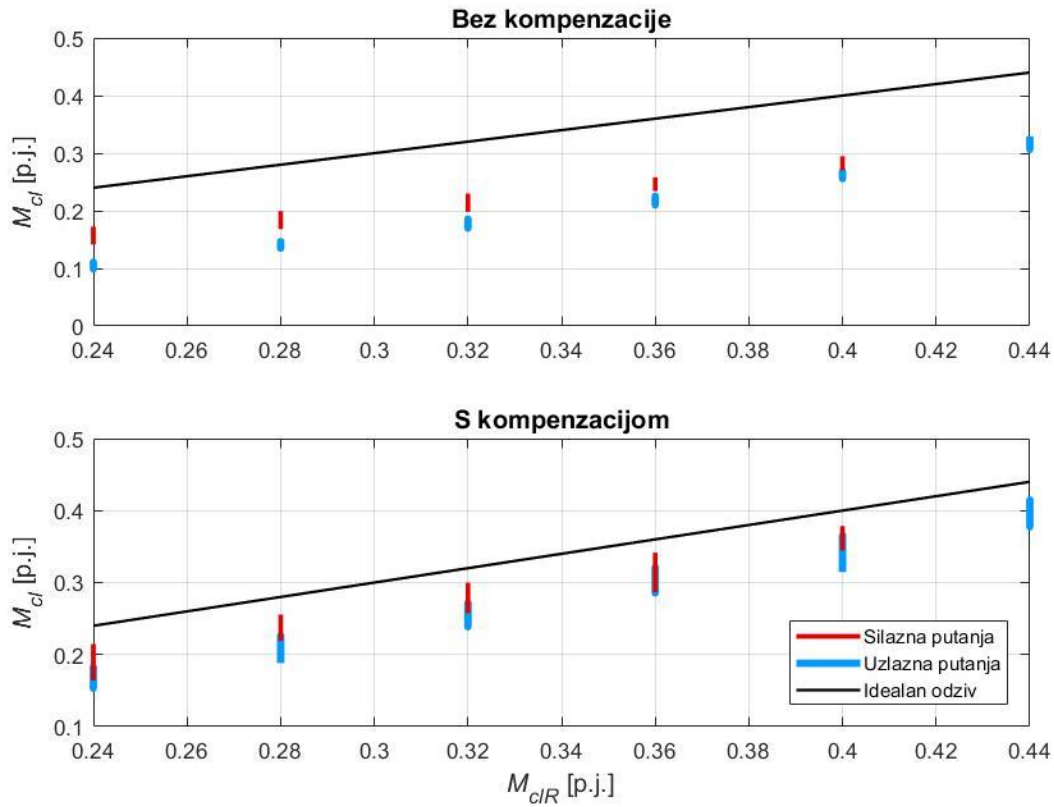 Bez kompenzacije
0.5
0.4
0.3
0.2
0.1
0
M_cl [p.j.]
0.24 0.26 0.28 0.3 0.32 0.34 0.36 0.38 0.4 0.42 0.44
S kompenzacijom
0.5
0.4
0.3
0.2
0.1
M_cl [p.j.]
Silazna putanja
Uzlazna putanja
Idealan odziv
0.24 0.26 0.28 0.3 0.32 0.34 0.36 0.38 0.4 0.42 0.44
M_clR [p.j.]